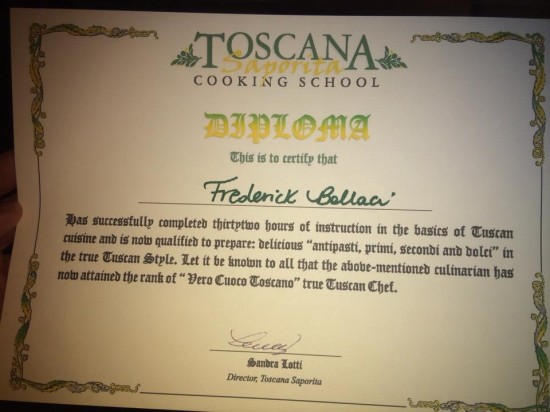 TOSCANA
Saporita
COOKING SCHOOL
DIPLOMA
This is to certify that
Frederick Bellaci
Has successfully completed thirtytwo hours of instruction in the basics of Tuscan
cuisine and is now qualified to prepare: delicious "antipasti, primi, secondi and dolci" in
the true Tuscan Style. Let it be known to all that the above-mentioned culinarian has
now attained the rank of " Vero Cuoco Toscano" true Tuscan Chef.
Sandra Lotti
Director, Toscana Saporita